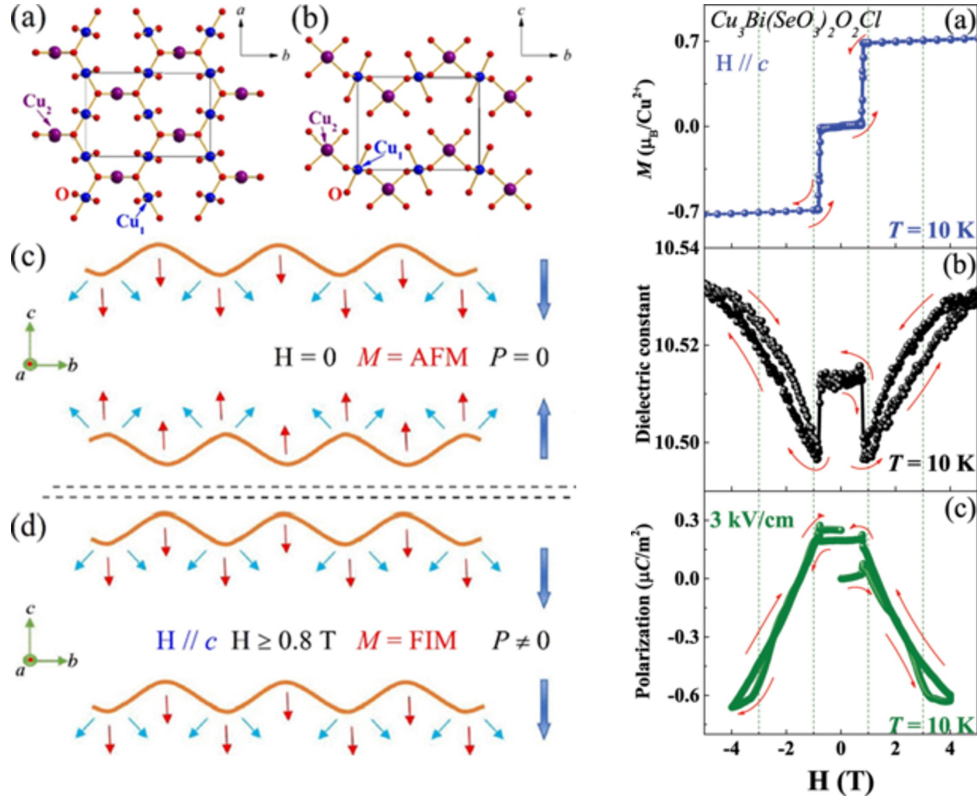 (a)
a
b
Cu2
O
Cu1
(b)
c
b
Cu2
Cu1
O
(c)
c
a
b
H = 0 M = AFM P = 0
(d)
c
a
b
H // c H ≥ 0.8 T M = FIM P ≠ 0
Cu3Bi(SeO3)2O2Cl
(a)
H // c
0.7
0.0
-0.7
M (μB/Cu2+)
T = 10 K
10.54
(b)
10.52
10.50
Dielectric constant
T = 10 K
3 kV/cm
(c)
0.3
0.0
-0.3
-0.6
Polarization (μC/m2)
T = 10 K
-4 -2 0 2 4
H (T)